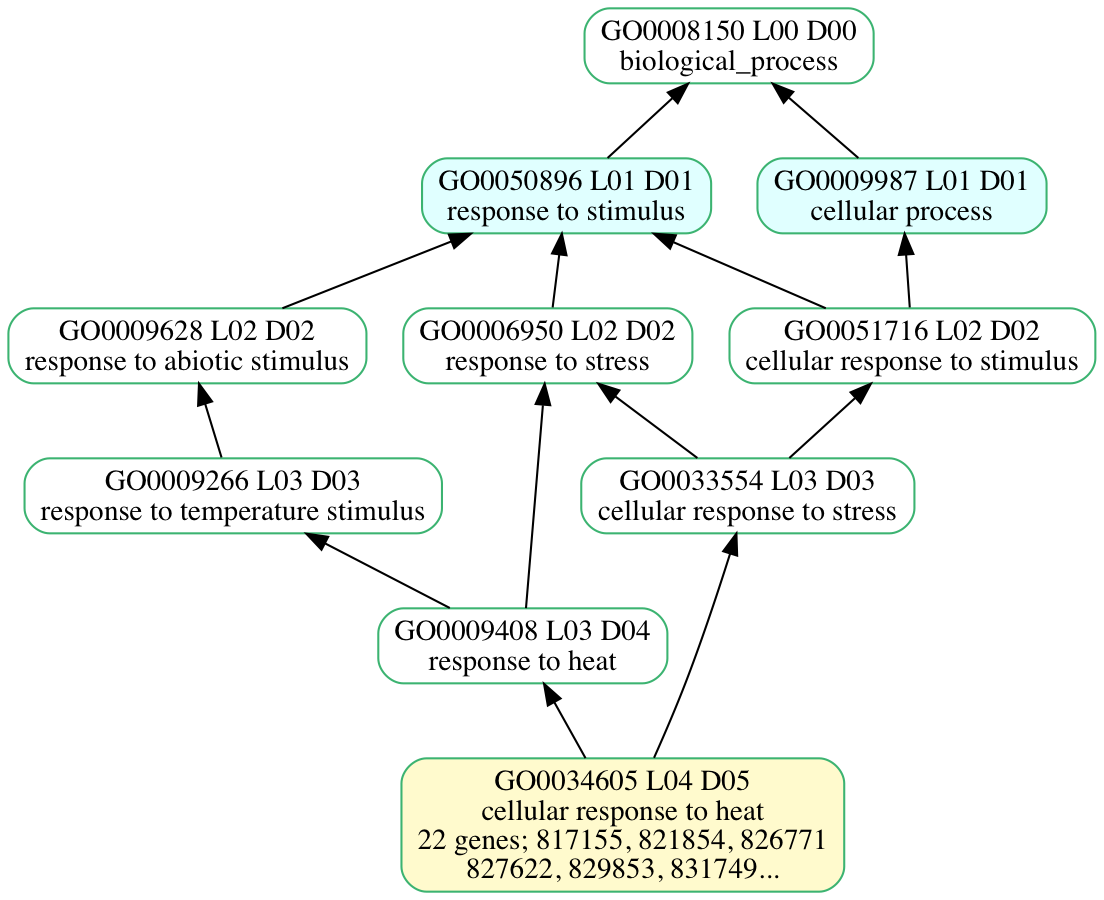 GO0008150 L00 D00
biological_process
GO0050896 L01 D01
response to stimulus
GO0009987 L01 D01
cellular process
GO0009628 L02 D02
response to abiotic stimulus
GO0006950 L02 D02
response to stress
GO0051716 L02 D02
cellular response to stimulus
GO0009266 L03 D03
response to temperature stimulus
GO0033554 L03 D03
cellular response to stress
GO0009408 L03 D04
response to heat
GO0034605 L04 D05
cellular response to heat
22 genes; 817155, 821854, 826771
827622, 829853, 831749...